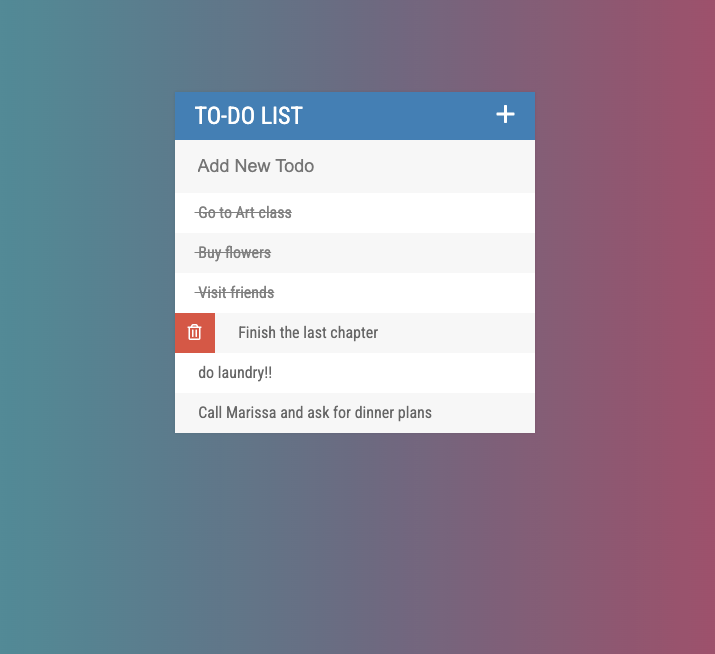 TO-DO LIST
Add New Todo
Go to Art class
Buy flowers
Visit friends
Finish the last chapter
do laundry!!
Call Marissa and ask for dinner plans